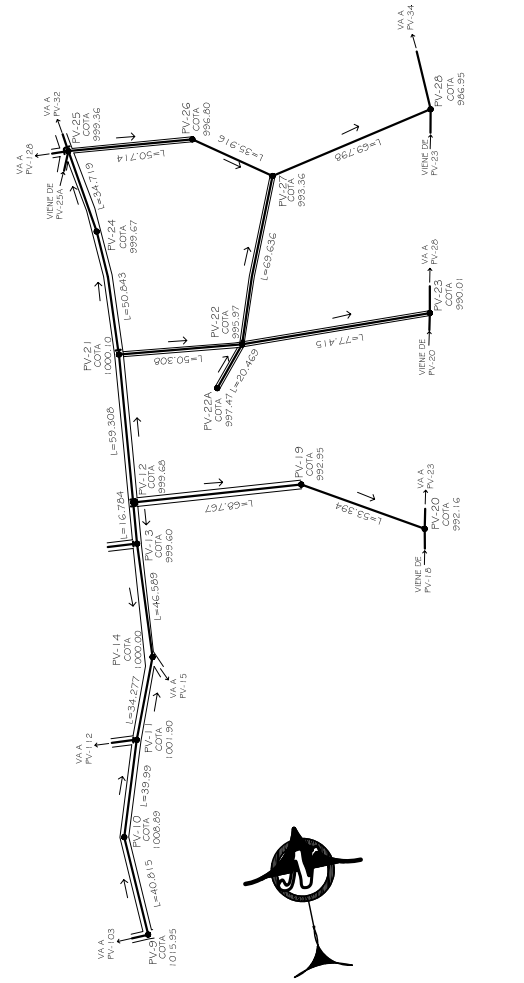 VA A
PV-34
PV-28
COTA
986.95
VIENE DE
PV-23
VA A
PV-32
PV-25
COTA
999.36
VA A
PV-128
VIENE DE
PV-25A
L=34.719
L=50.714
PV-26
COTA
996.80
L=35.916
L=69.798
PV-27
COTA
993.36
PV-24
COTA
999.67
L=50.843
L=69.636
PV-21
COTA
1000.10
L=50.308
PV-22
COTA
995.97
L=77.415
VA A
PV-28
PV-23
COTA
990.01
VIENE DE
PV-20
PV-22A
COTA
997.47
L=20.469
L=59.308
PV-12
COTA
999.68
L=68.767
PV-19
COTA
992.95
L=53.394
VA A
PV-23
PV-20
COTA
992.16
VIENE DE
PV-18
L=16.784
PV-13
COTA
999.60
L=46.589
PV-14
COTA
1000.00
VA A
PV-15
L=34.277
VA A
PV-112
PV-11
COTA
1001.90
L=39.99
PV-10
COTA
1008.89
L=40.815
VA A
PV-103
PV-9
COTA
1015.95
N